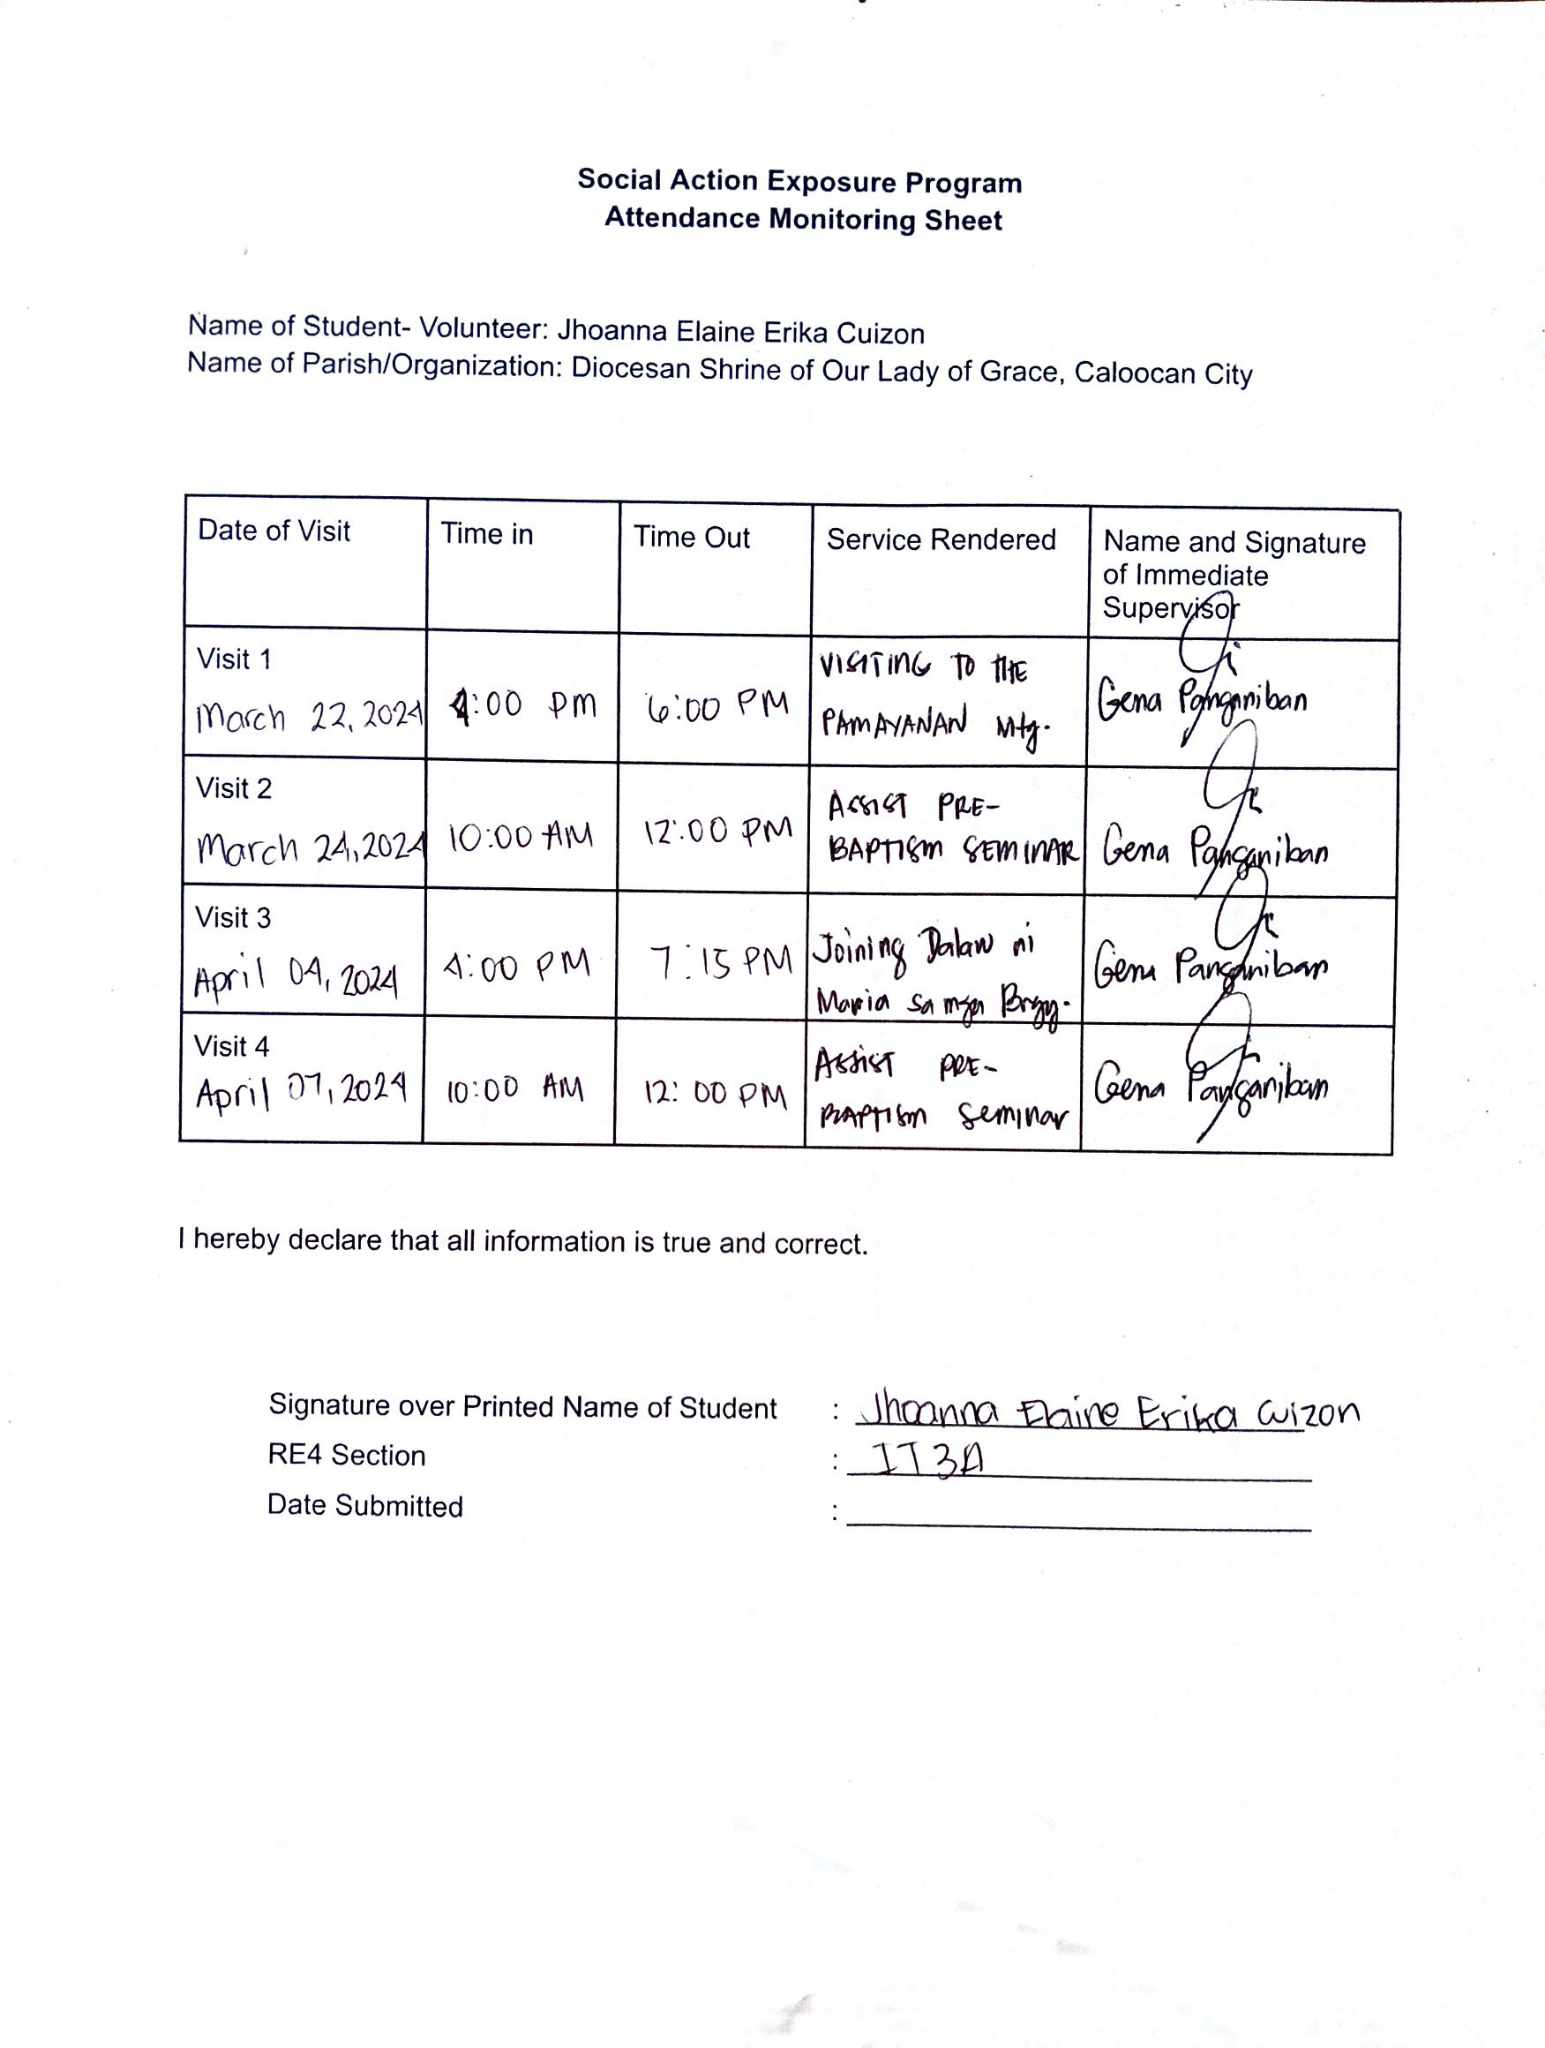 Social Action Exposure Program
Attendance Monitoring Sheet
Name of Student- Volunteer: Jhoanna Elaine Erika Cuizon
Name of Parish/Organization: Diocesan Shrine of Our Lady of Grace, Caloocan City
Date of Visit
Time in
Time Out
Service Rendered
Name and Signature
of Immediate
Supervisor
Visit 1
March 22, 2024
4:00 pm
6:00 PM
VISITING TO THE
PAMAYANAN Mtg.
Gena Panganiban
Visit 2
March 24, 2024
10:00 AM
12:00 PM
ASSIST PRE-
BAPTISM SEMINAR
Gena Panganiban
Visit 3
April 04, 2024
4:00 PM
7:15 PM
Joining Dalaw ni
Maria sa mga Brgy.
Gena Panganiban
Visit 4
April 07, 2024
10:00 AM
12:00 PM
ASSIST PRE-
BAPTISM Seminar
Gena Panganiban
I hereby declare that all information is true and correct.
Signature over Printed Name of Student : Jhoanna Elaine Erika Cuizon
RE4 Section : IT3A
Date Submitted :